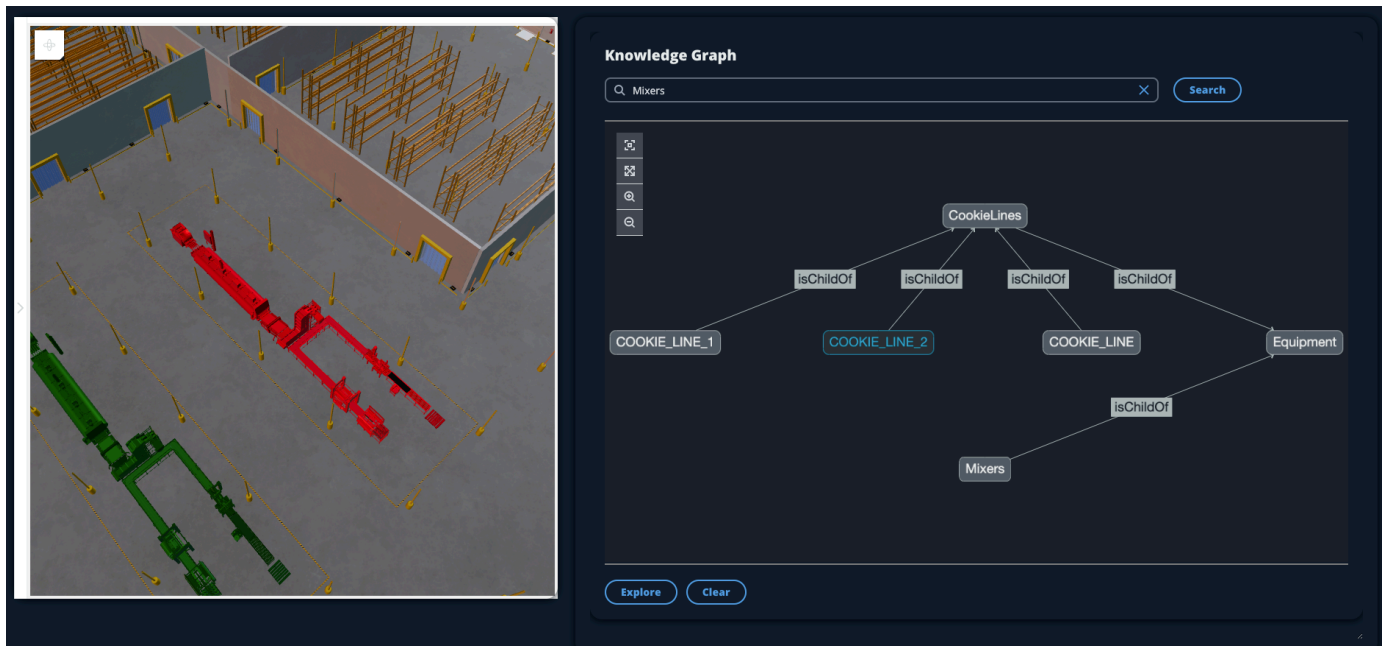 Knowledge Graph
Mixers
Search
CookieLines
isChildOf isChildOf isChildOf isChildOf
COOKIE_LINE_1 COOKIE_LINE_2 COOKIE_LINE Equipment
isChildOf
Mixers
Explore Clear